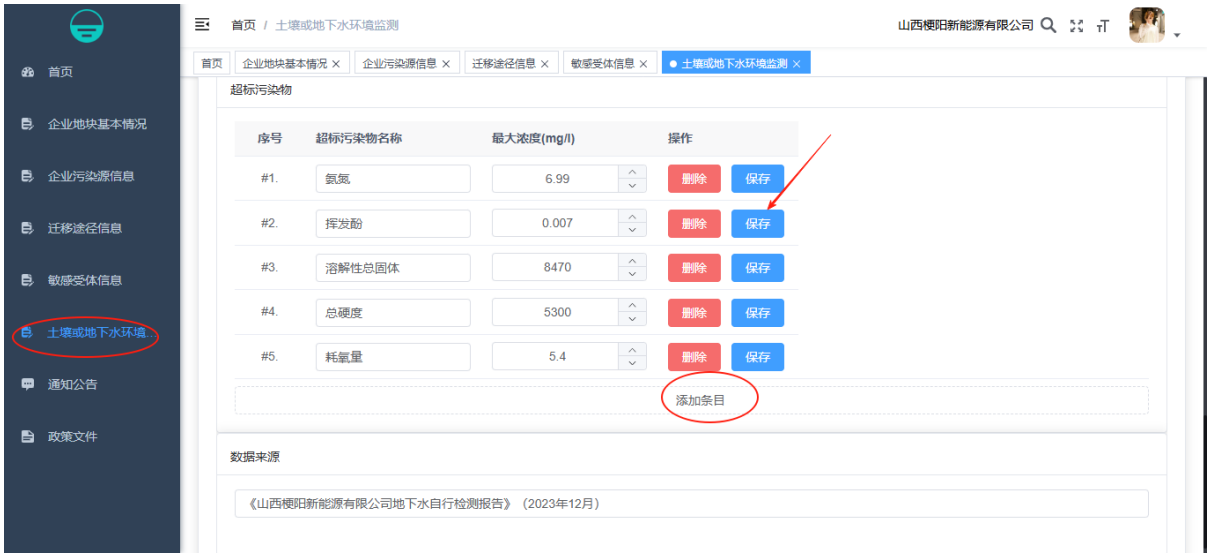 首页 / 土壤或地下水环境监测
山西梗阳新能源有限公司
首页
企业地块基本情况 ×
企业污染源信息 ×
迁移途径信息 ×
敏感受体信息 ×
土壤或地下水环境监测 ×
首页
企业地块基本情况
企业污染源信息
迁移途径信息
敏感受体信息
土壤或地下水环境...
通知公告
政策文件
超标污染物
序号 超标污染物名称 最大浓度(mg/l) 操作
#1. 氨氮 6.99 删除 保存
#2. 挥发酚 0.007 删除 保存
#3. 溶解性总固体 8470 删除 保存
#4. 总硬度 5300 删除 保存
#5. 耗氧量 5.4 删除 保存
添加条目
数据来源
《山西梗阳新能源有限公司地下水自行检测报告》（2023年12月）